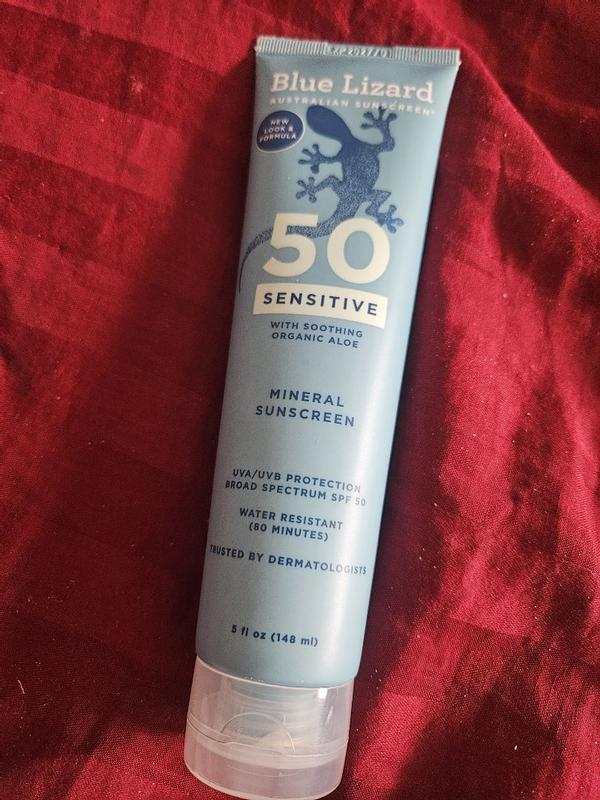 Blue Lizard
AUSTRALIAN SUNSCREEN
NEW
LOOK &
FORMULA
50
SENSITIVE
WITH SOOTHING
ORGANIC ALOE
MINERAL
SUNSCREEN
UVA/UVB PROTECTION
BROAD SPECTRUM SPF 50
WATER RESISTANT
(80 MINUTES)
TRUSTED BY DERMATOLOGISTS
5 fl oz (148 ml)